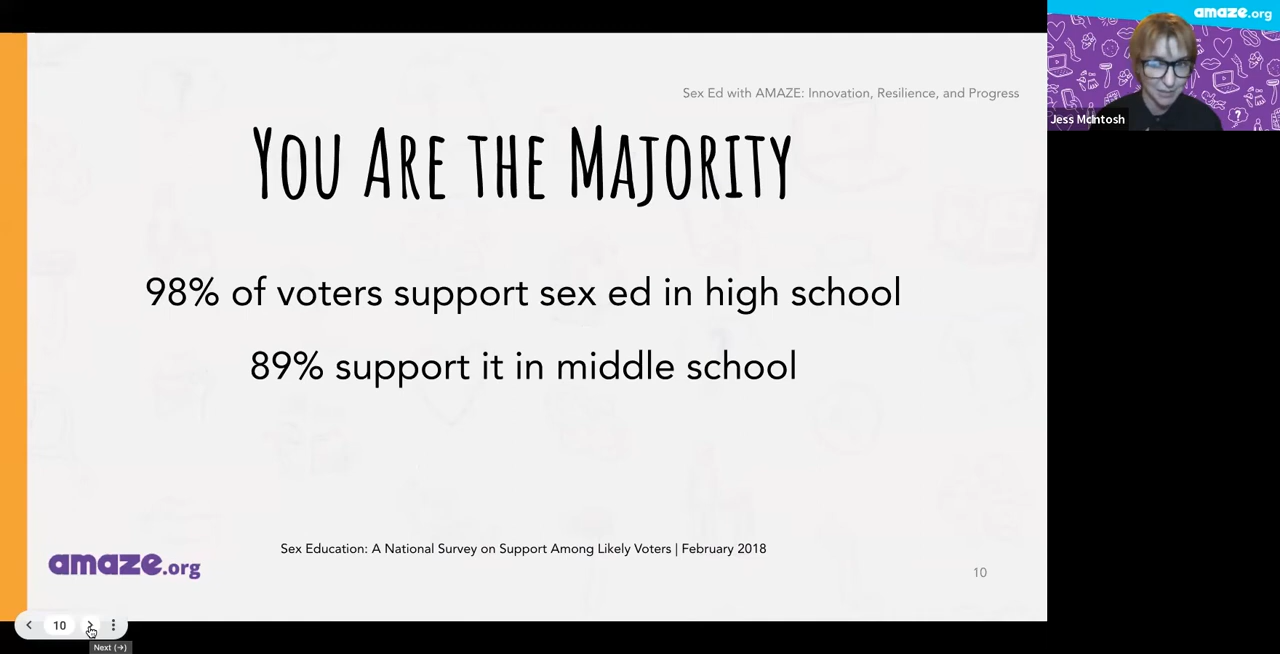 amaze.org
Jess McIntosh
Sex Ed with AMAZE: Innovation, Resilience, and Progress
You Are the Majority
98% of voters support sex ed in high school
89% support it in middle school
Sex Education: A National Survey on Support Among Likely Voters | February 2018
amaze.org
10
10
Next (→)